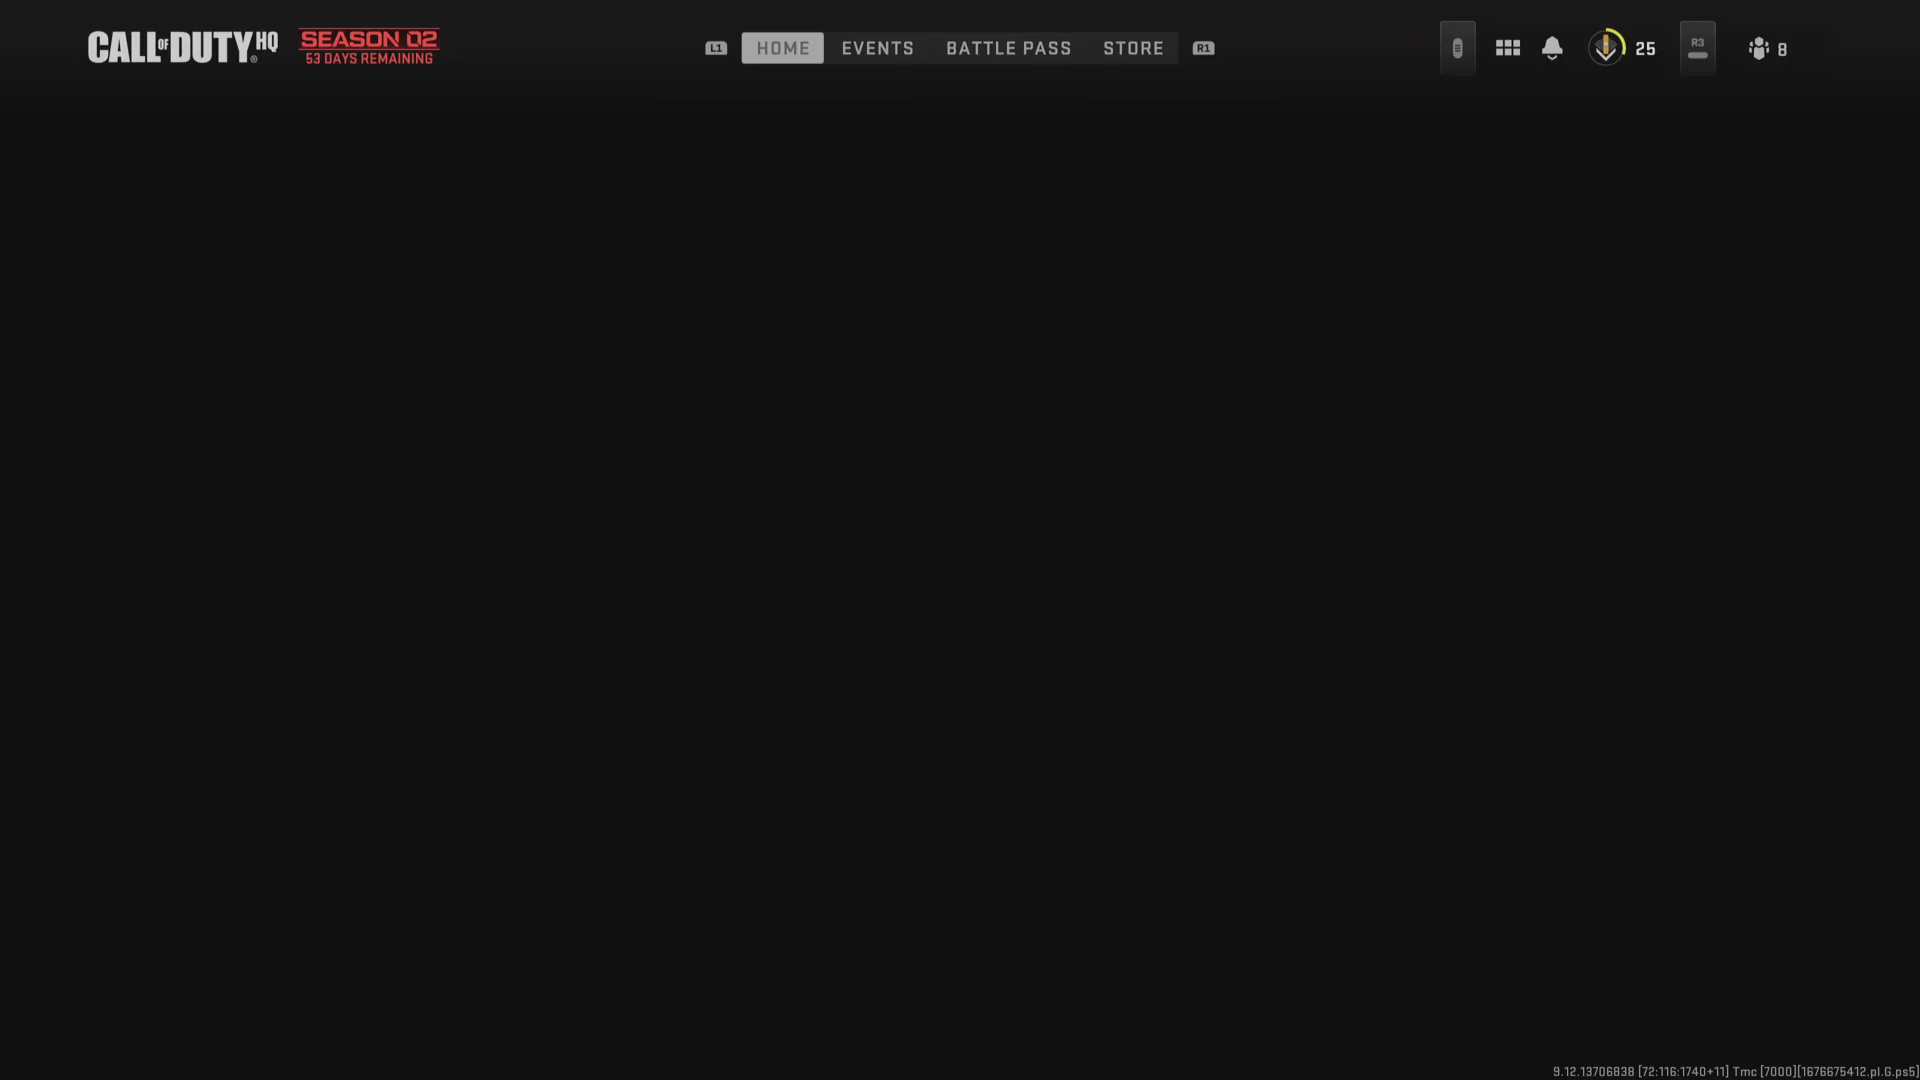 CALL OF DUTY HQ
SEASON 02
53 DAYS REMAINING
L1 HOME EVENTS BATTLE PASS STORE R1
25 R3 8
9.12.13706838 [72:116:1740+11] Tmc [7000][1676675412.pl.G.ps5]